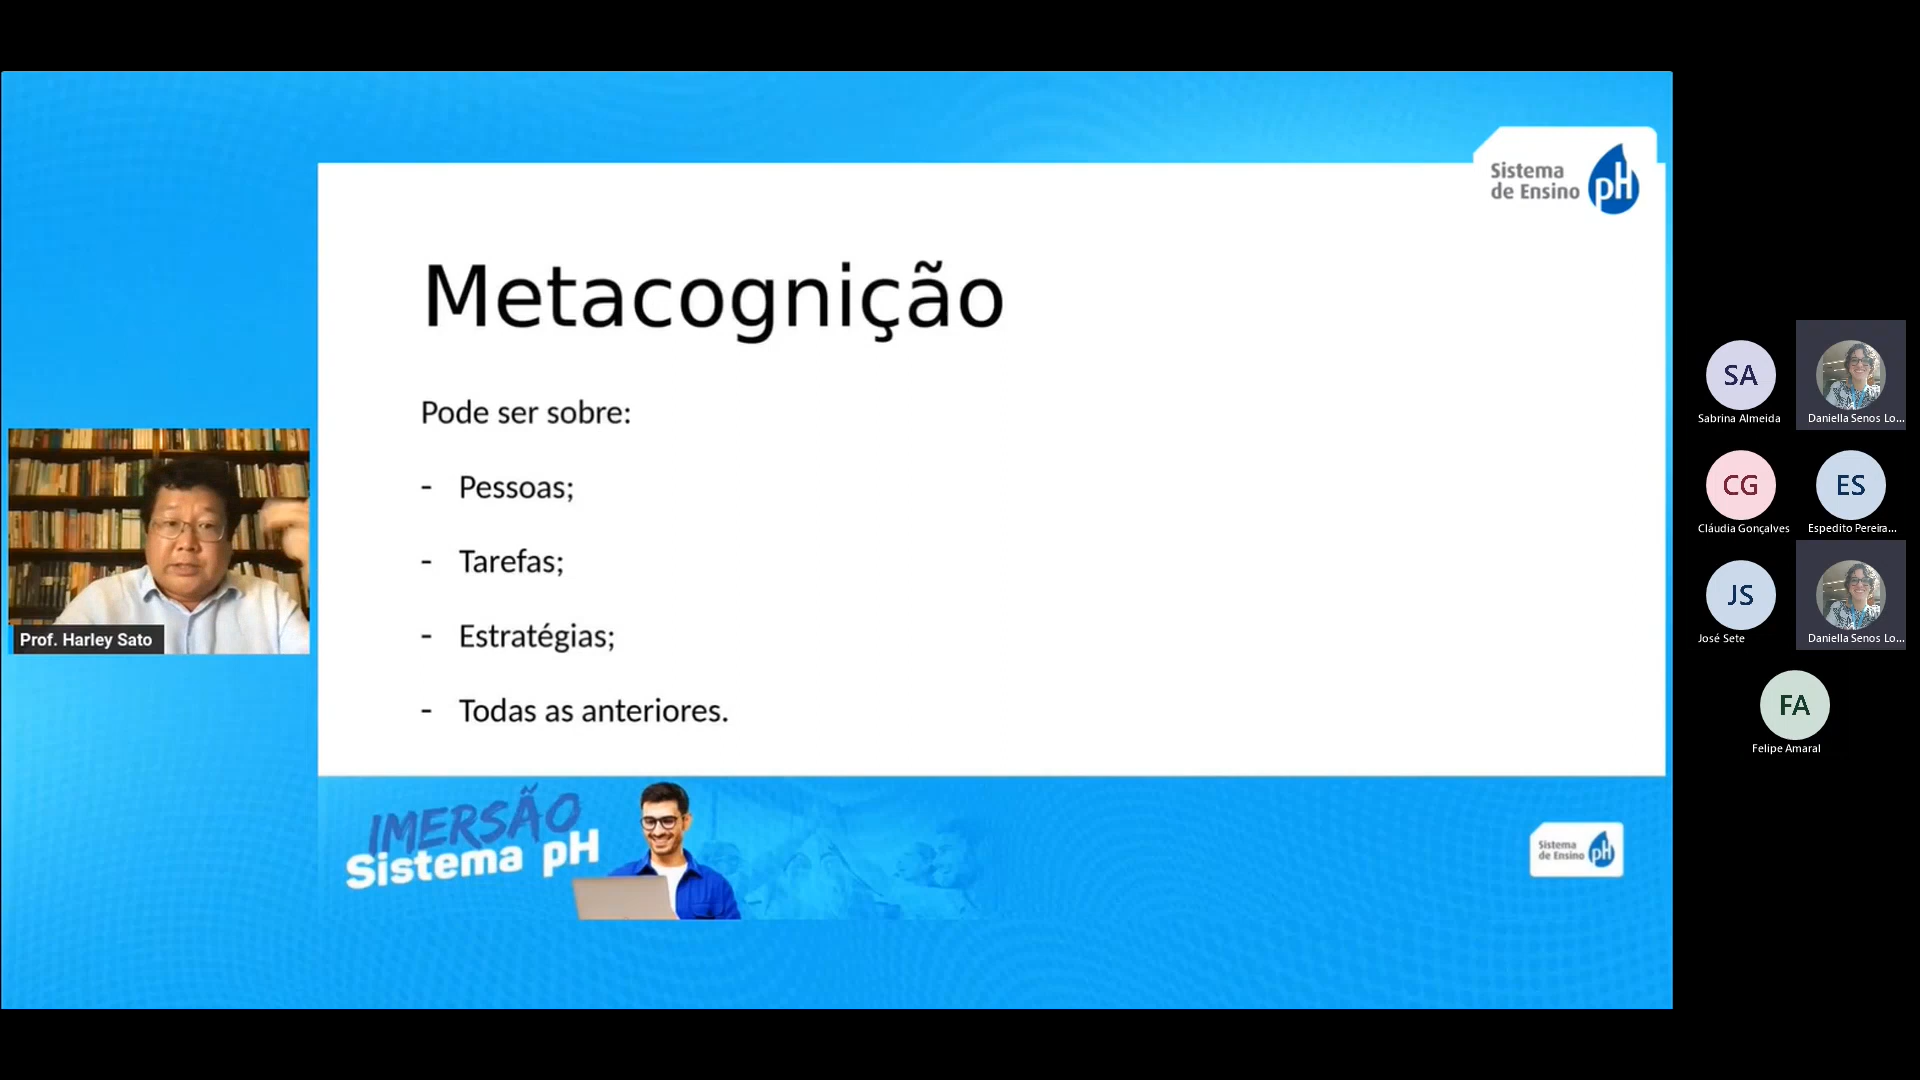 Sistema
de Ensino pH
Metacognição
Pode ser sobre:
- Pessoas;
- Tarefas;
- Estratégias;
- Todas as anteriores.
Prof. Harley Sato
IMERSÃO
Sistema pH
Sistema
de Ensino pH
SA
Sabrina Almeida
Daniella Senos Lo...
CG
Cláudia Gonçalves
ES
Espedito Pereira...
JS
José Sete
Daniella Senos Lo...
FA
Felipe Amaral